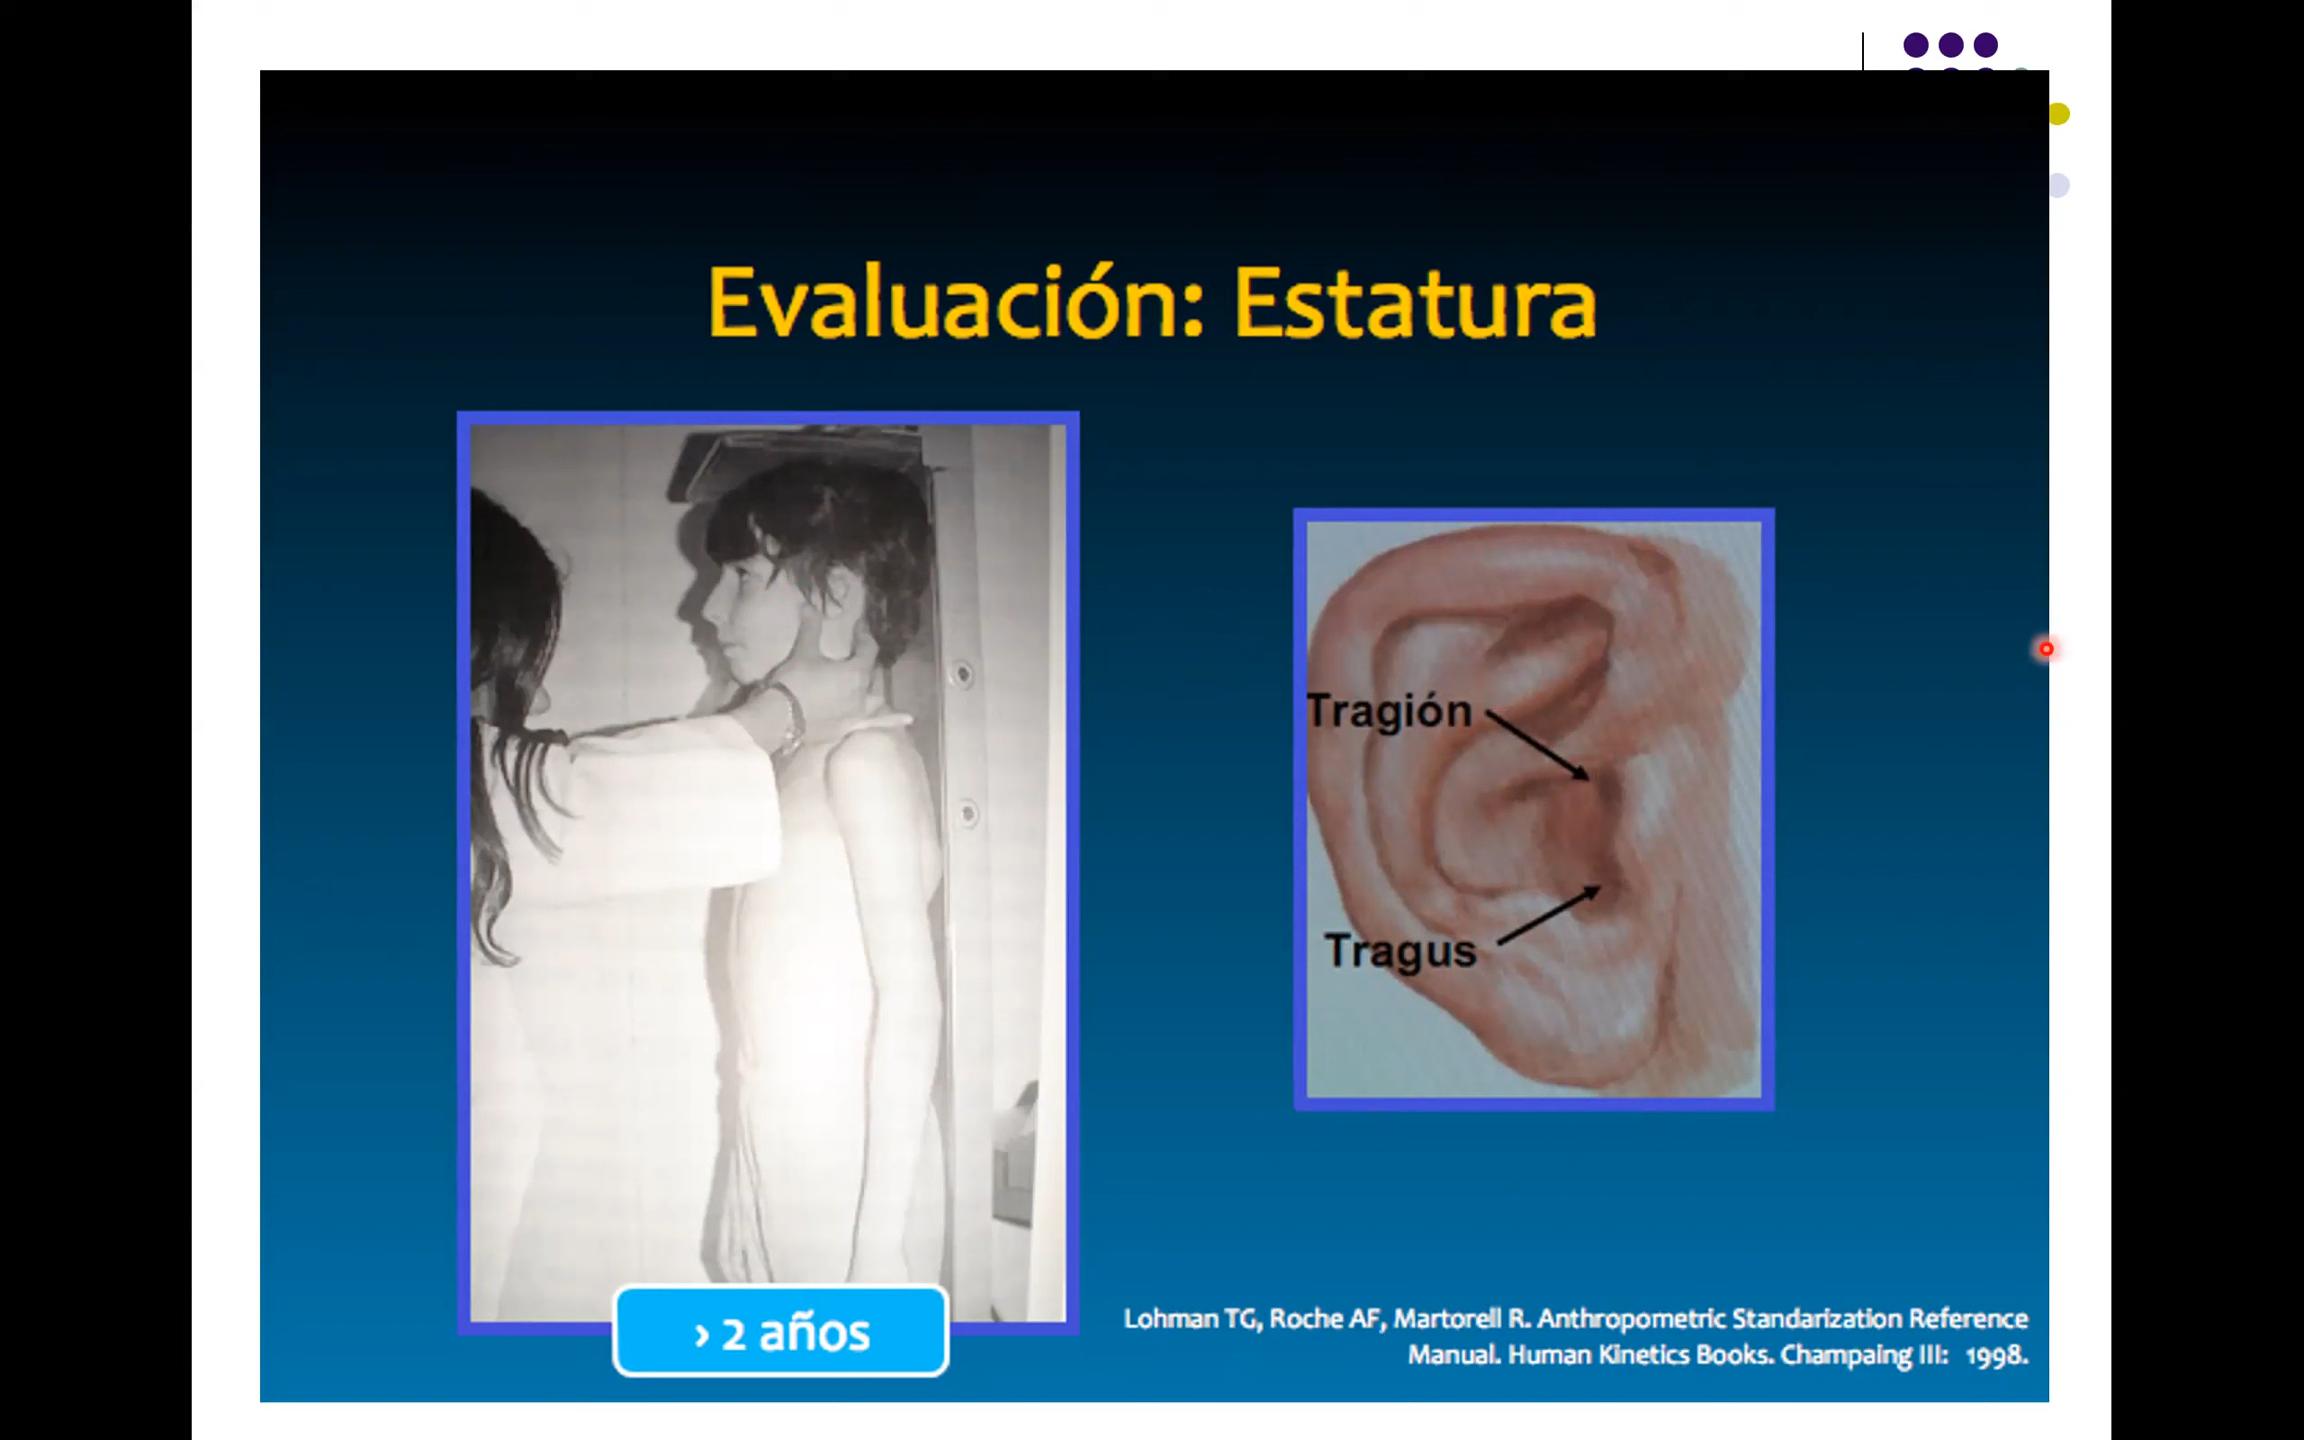 Evaluación: Estatura
Tragión
Tragus
› 2 años
Lohman TG, Roche AF, Martorell R. Anthropometric Standarization Reference
Manual. Human Kinetics Books. Champaing III: 1998.